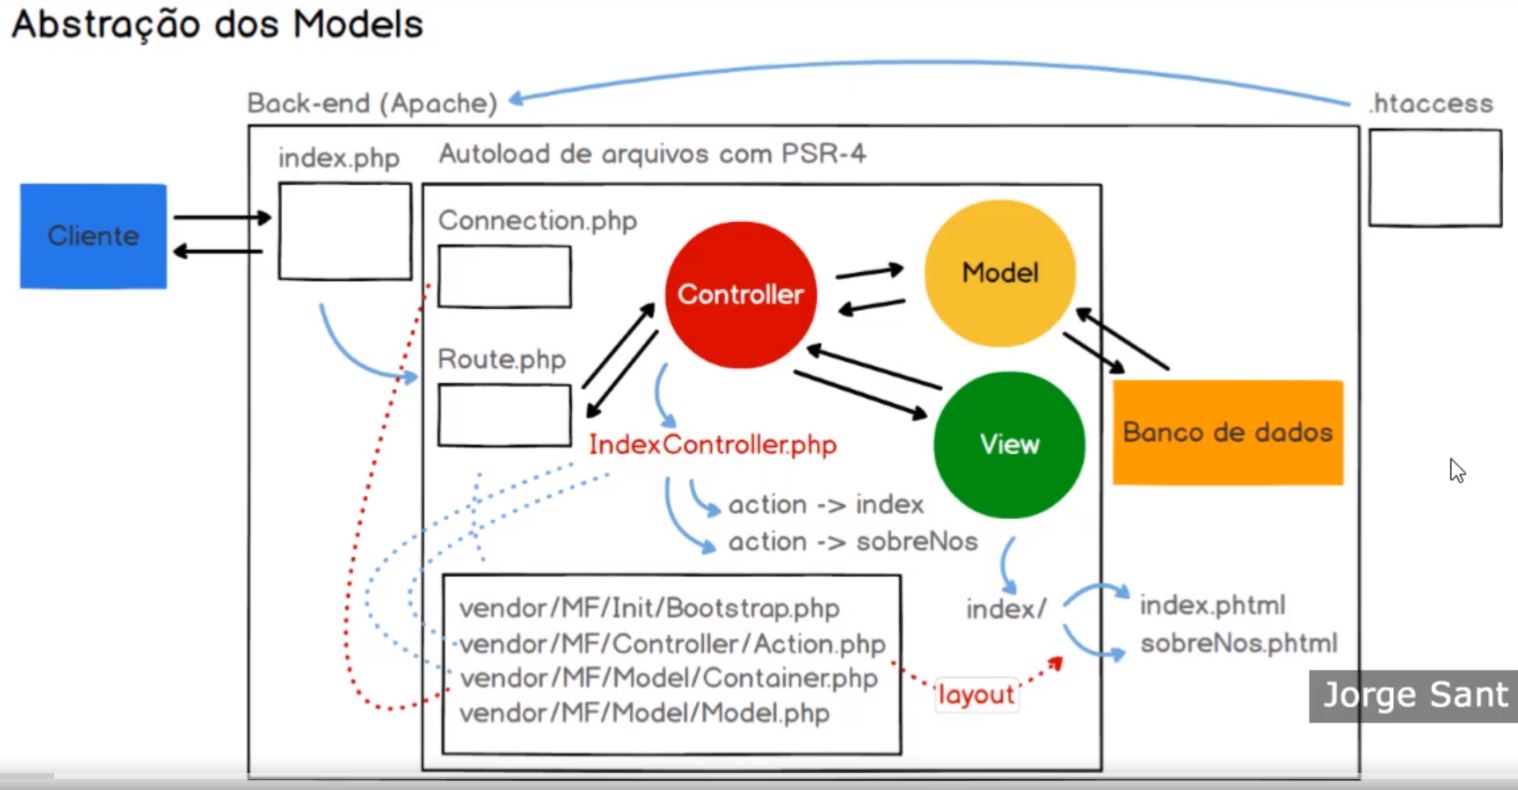 Abstração dos Models
Back-end (Apache)
.htaccess
index.php
Autoload de arquivos com PSR-4
Cliente
Connection.php
Controller
Model
Route.php
IndexController.php
View
Banco de dados
action -> index
action -> sobreNos
vendor/MF/Init/Bootstrap.php
vendor/MF/Controller/Action.php
vendor/MF/Model/Container.php
vendor/MF/Model/Model.php
index/
index.phtml
sobreNos.phtml
layout
Jorge Sant